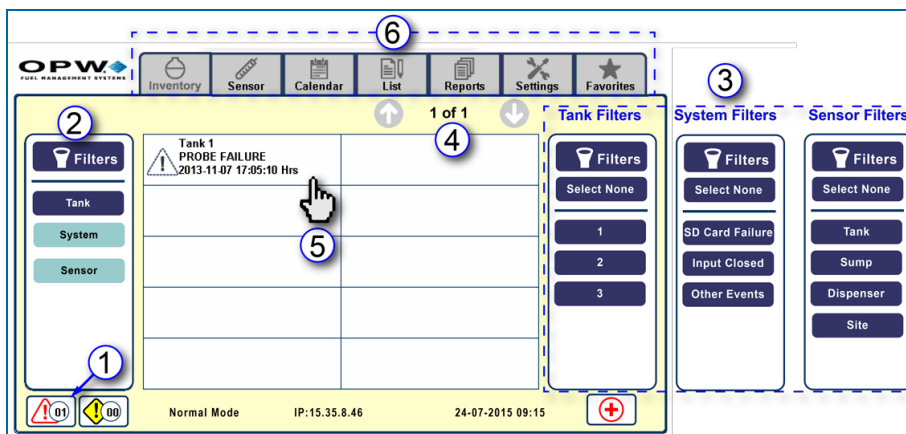 6
OPW
FUEL MANAGEMENT SYSTEMS
Inventory
Sensor
Calendar
List
Reports
Settings
Favorites
3
2
1 of 1
4
Tank Filters
System Filters
Sensor Filters
Filters
Tank
System
Sensor
Tank 1
PROBE FAILURE
2013-11-07 17:05:10 Hrs
5
Filters
Select None
1
2
3
Filters
Select None
SD Card Failure
Input Closed
Other Events
Filters
Select None
Tank
Sump
Dispenser
Site
1
01
00
Normal Mode
IP:15.35.8.46
24-07-2015 09:15